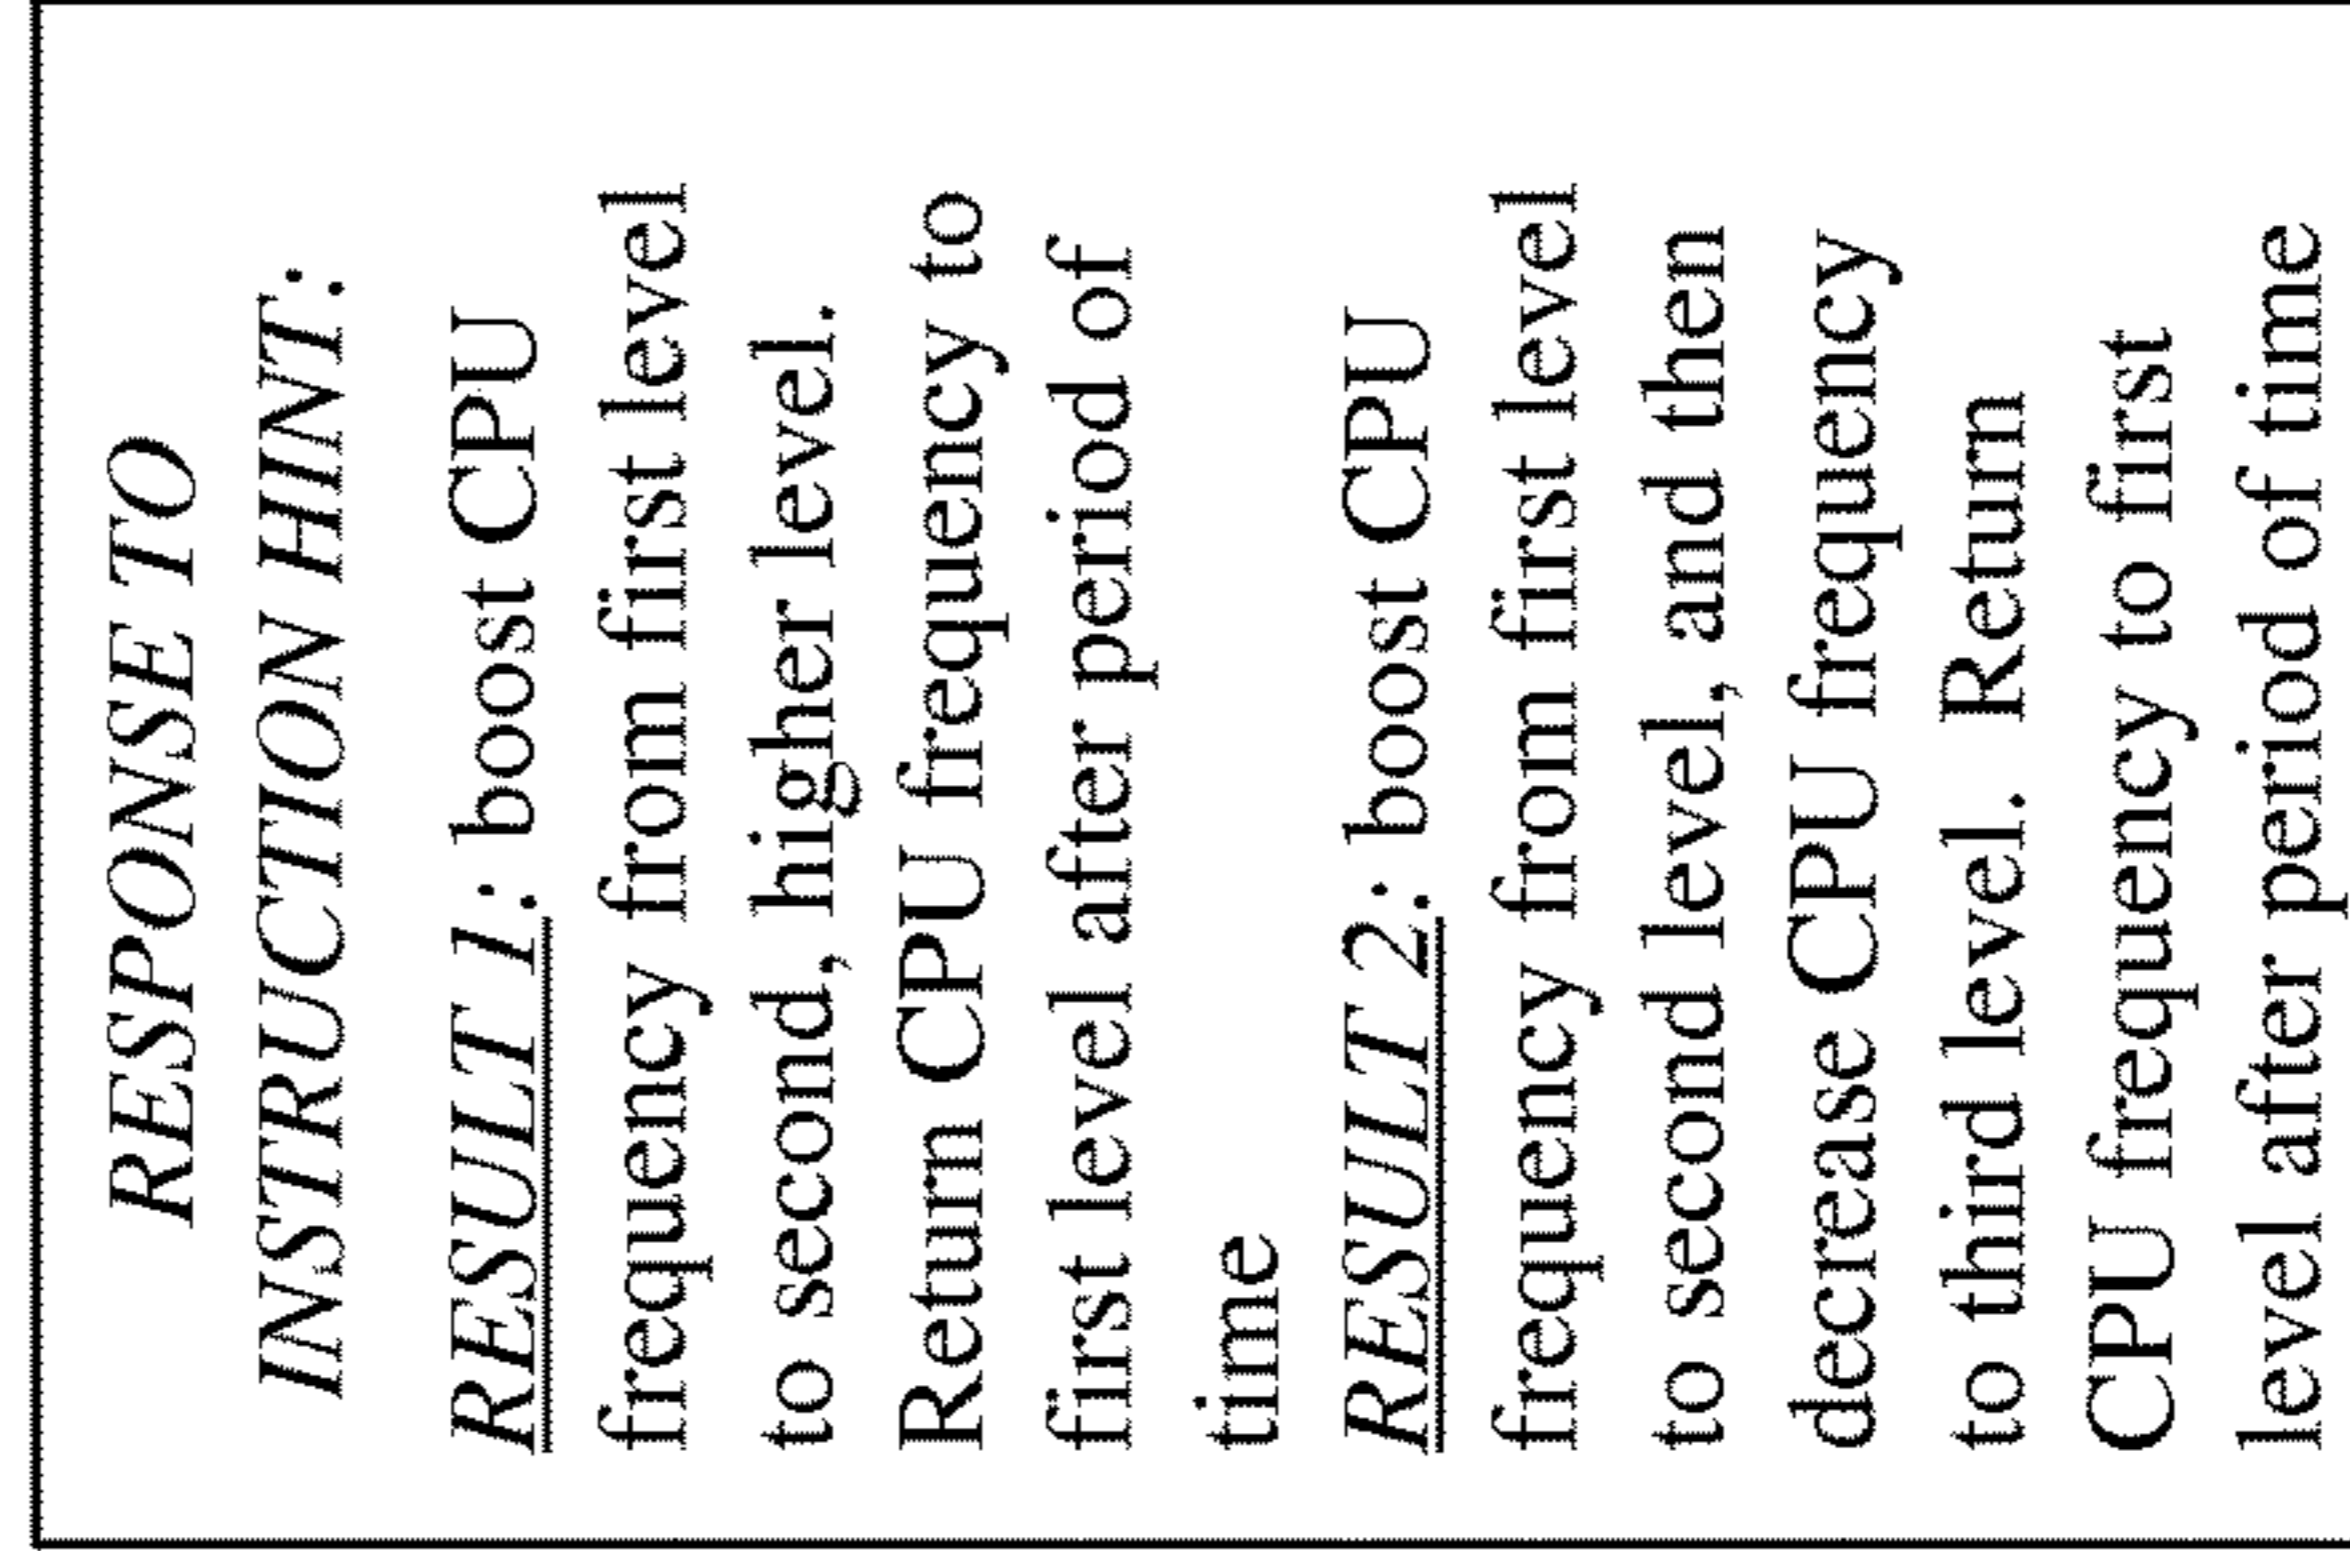 RESPONSE TO
INSTRUCTION HINT:
RESULT 1: boost CPU
frequency from first level
to second, higher level.
Return CPU frequency to
first level after period of
time
RESULT 2: boost CPU
frequency from first level
to second level, and then
decrease CPU frequency
to third level. Return
CPU frequency to first
level after period of time